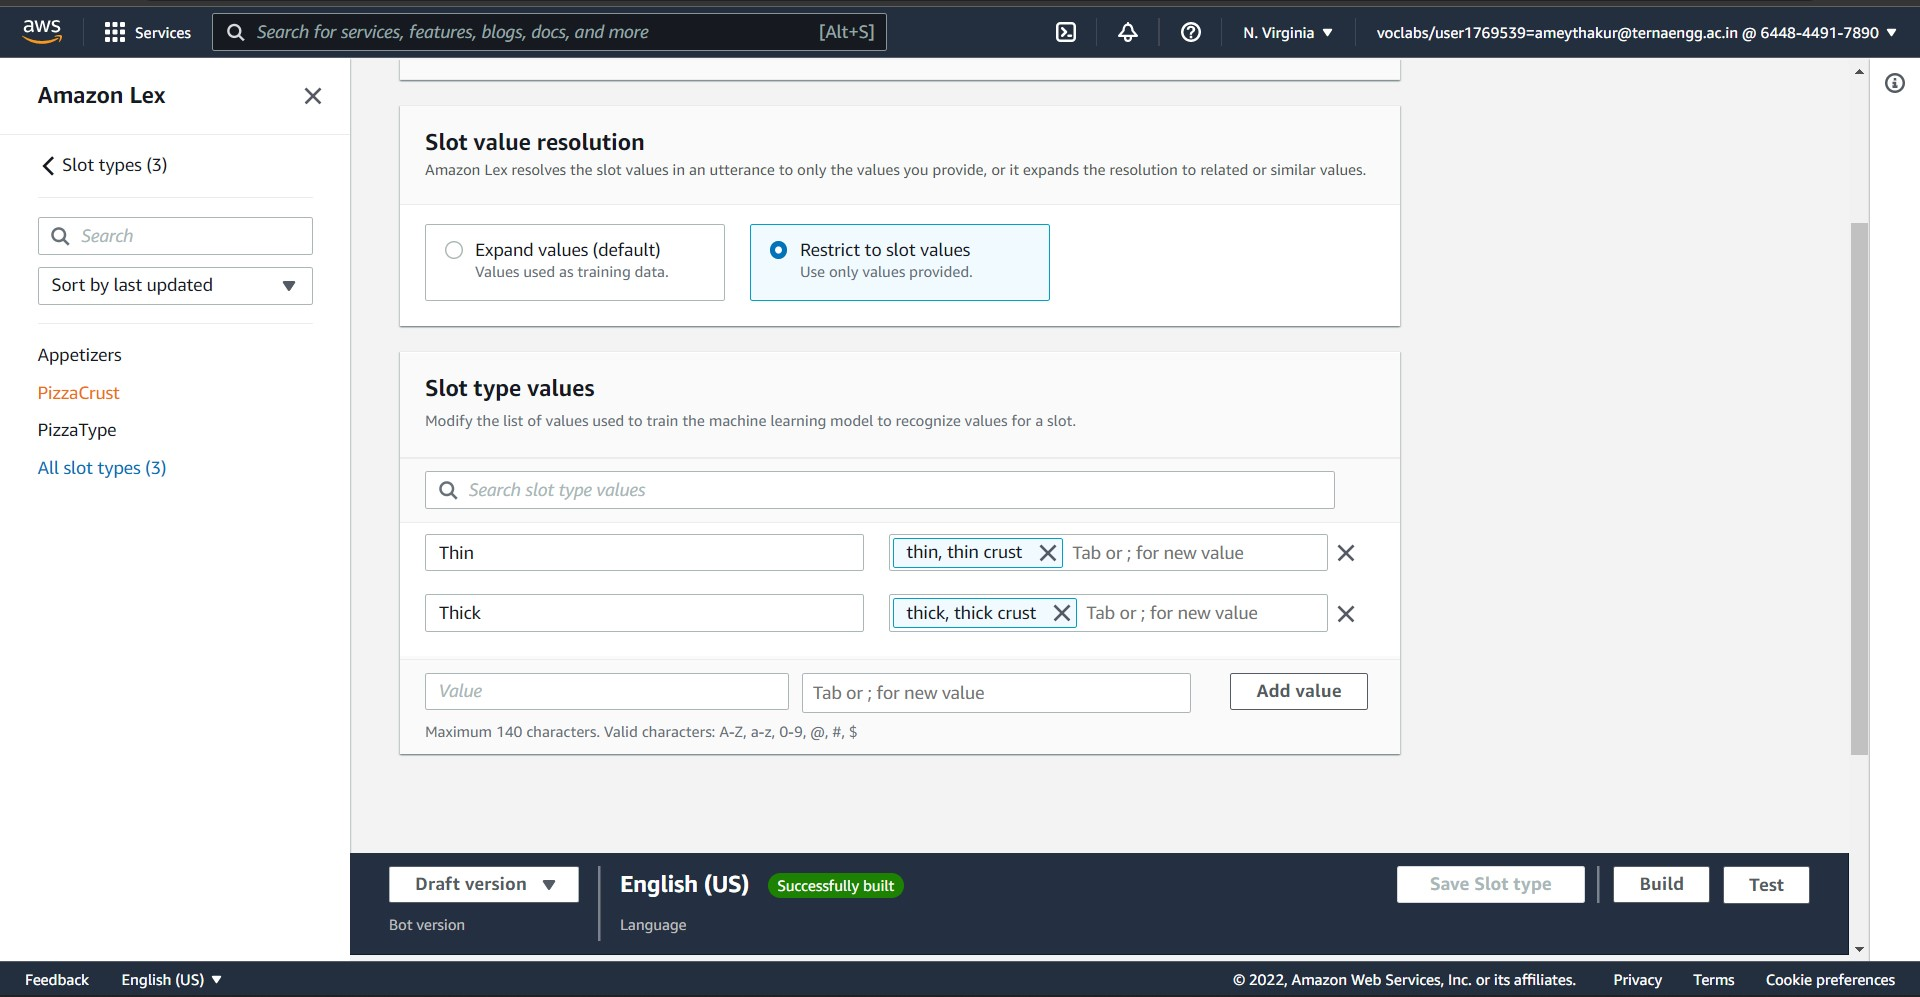 aws
Services
Search for services, features, blogs, docs, and more
[Alt+S]
N. Virginia
voclabs/user1769539=ameythakur@ternaengg.ac.in @ 6448-4491-7890
Amazon Lex
Slot types (3)
Search
Sort by last updated
Appetizers
PizzaCrust
PizzaType
All slot types (3)
Slot value resolution
Amazon Lex resolves the slot values in an utterance to only the values you provide, or it expands the resolution to related or similar values.
Expand values (default)
Values used as training data.
Restrict to slot values
Use only values provided.
Slot type values
Modify the list of values used to train the machine learning model to recognize values for a slot.
Search slot type values
Thin
thin, thin crust
Tab or ; for new value
Thick
thick, thick crust
Tab or ; for new value
Value
Tab or ; for new value
Add value
Maximum 140 characters. Valid characters: A-Z, a-z, 0-9, @, #, $
Draft version
Bot version
English (US)
Successfully built
Language
Save Slot type
Build
Test
Feedback
English (US)
© 2022, Amazon Web Services, Inc. or its affiliates.
Privacy
Terms
Cookie preferences